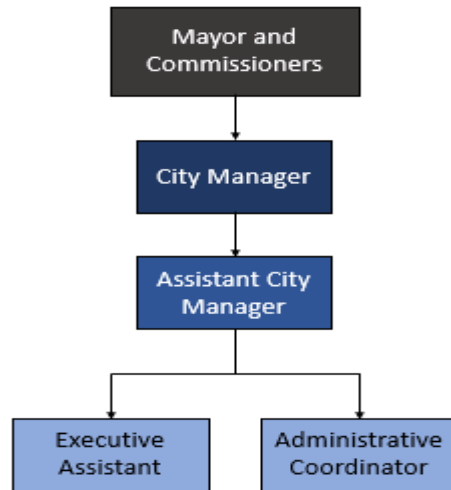 Mayor and
Commissioners
City Manager
Assistant City
Manager
Executive
Assistant
Administrative
Coordinator